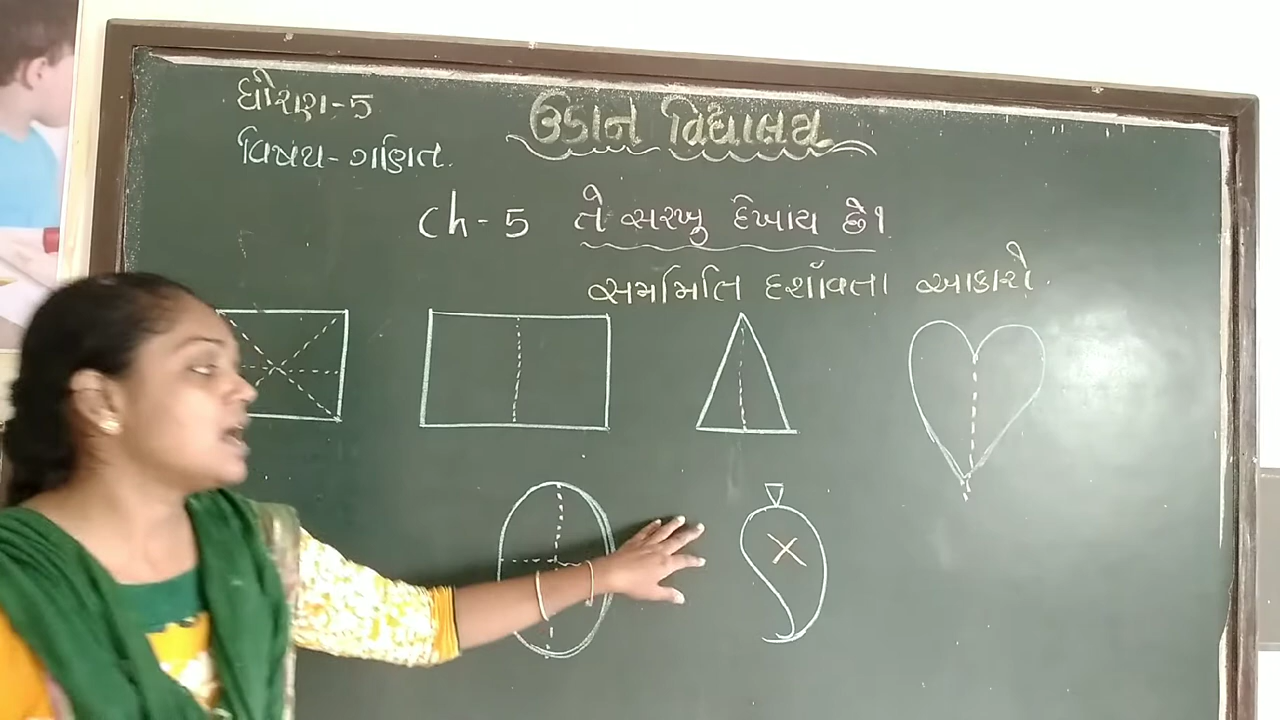 ધોરણ-5
વિષય-ગણિત.
ઉડાન વિદ્યાલય
Ch-5 તે સરખુ દેખાય છે।
સમમિતિ દર્શાવતા આકારો.
X